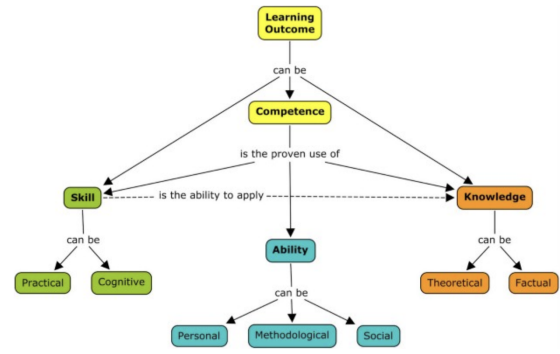 Learning
Outcome
can be
Competence
is the proven use of
Skill
is the ability to apply
Knowledge
can be
can be
Ability
Practical
Cognitive
Theoretical
Factual
can be
Personal
Methodological
Social